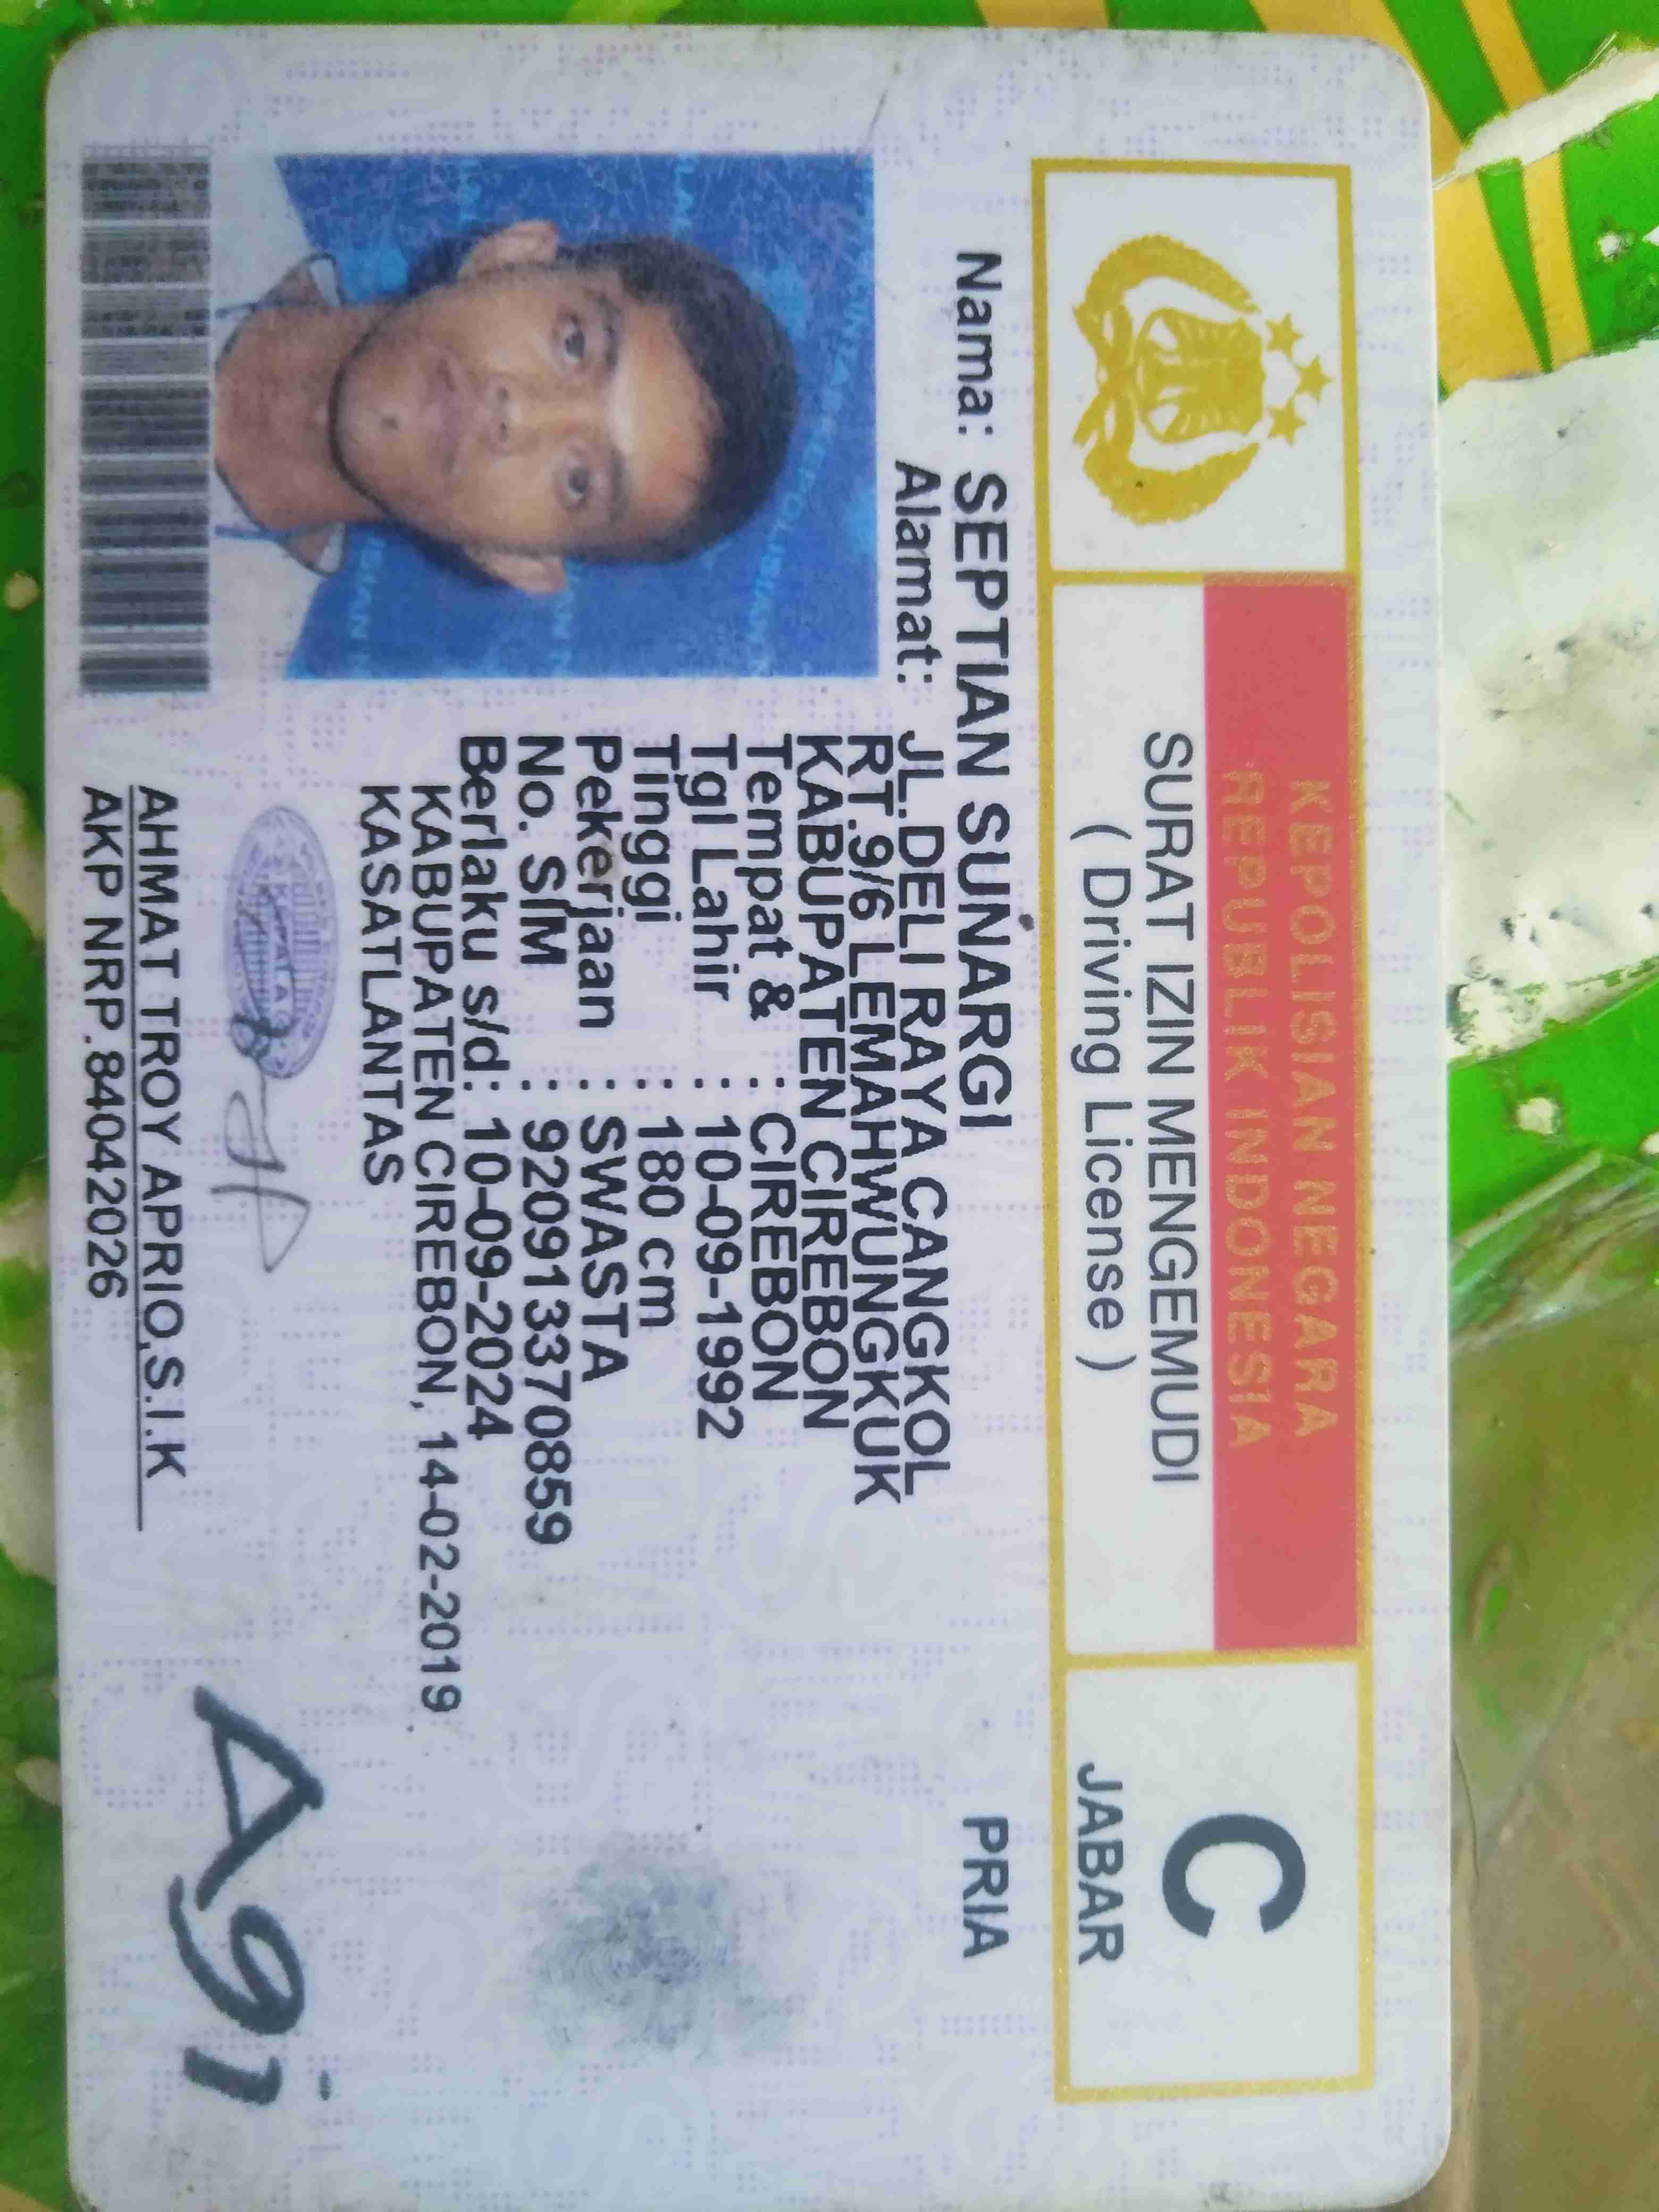 KEPOLISIAN NEGARA
REPUBLIK INDONESIA
SURAT IZIN MENGEMUDI
( Driving License )
C
JABAR
Nama: SEPTIAN SUNARGI
PRIA
Alamat: JL.DELI RAYA CANGKOL
RT.9/6 LEMAHWUNGKUK
KABUPATEN CIREBON
Tempat & : CIREBON
Tgl Lahir : 10-09-1992
Tinggi : 180 cm
Pekerjaan : SWASTA
No. SIM : 920913370859
Berlaku s/d: 10-09-2024
KABUPATEN CIREBON, 14-02-2019
KASATLANTAS
AHMAT TROY APRIO,S.I.K
AKP NRP.84042026
Agi